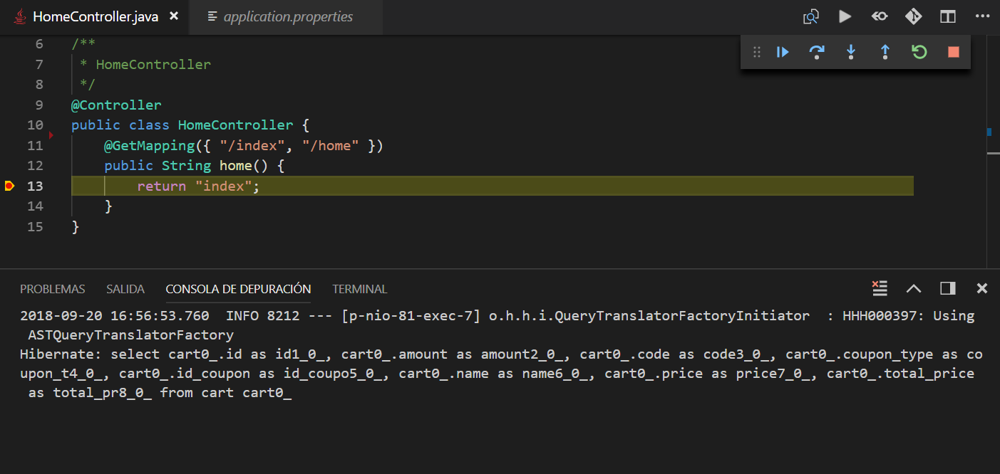 HomeController.java
application.properties
6 /**
7 * HomeController
8 */
9 @Controller
10 public class HomeController {
11 @GetMapping({ "/index", "/home" })
12 public String home() {
13 return "index";
14 }
15 }
PROBLEMAS SALIDA CONSOLA DE DEPURACIÓN TERMINAL
2018-09-20 16:56:53.760  INFO 8212 --- [p-nio-81-exec-7] o.h.h.i.QueryTranslatorFactoryInitiator  : HHH000397: Using
ASTQueryTranslatorFactory
Hibernate: select cart0_.id as id1_0_, cart0_.amount as amount2_0_, cart0_.code as code3_0_, cart0_.coupon_type as co
upon_t4_0_, cart0_.id_coupon as id_coupo5_0_, cart0_.name as name6_0_, cart0_.price as price7_0_, cart0_.total_price
as total_pr8_0_ from cart cart0_